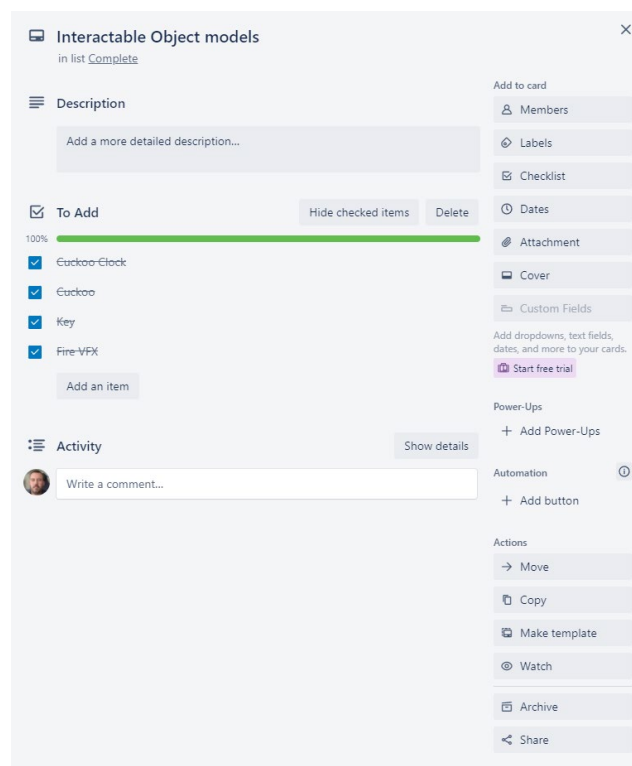 Interactable Object models
in list Complete
Description
Add a more detailed description...
To Add
Hide checked items
Delete
100%
Cuckoo Clock
Cuckoo
Key
Fire VFX
Add an item
Activity
Show details
Write a comment...
Add to card
Members
Labels
Checklist
Dates
Attachment
Cover
Custom Fields
Add dropdowns, text fields,
dates, and more to your cards.
Start free trial
Power-Ups
+ Add Power-Ups
Automation
+ Add button
Actions
Move
Copy
Make template
Watch
Archive
Share